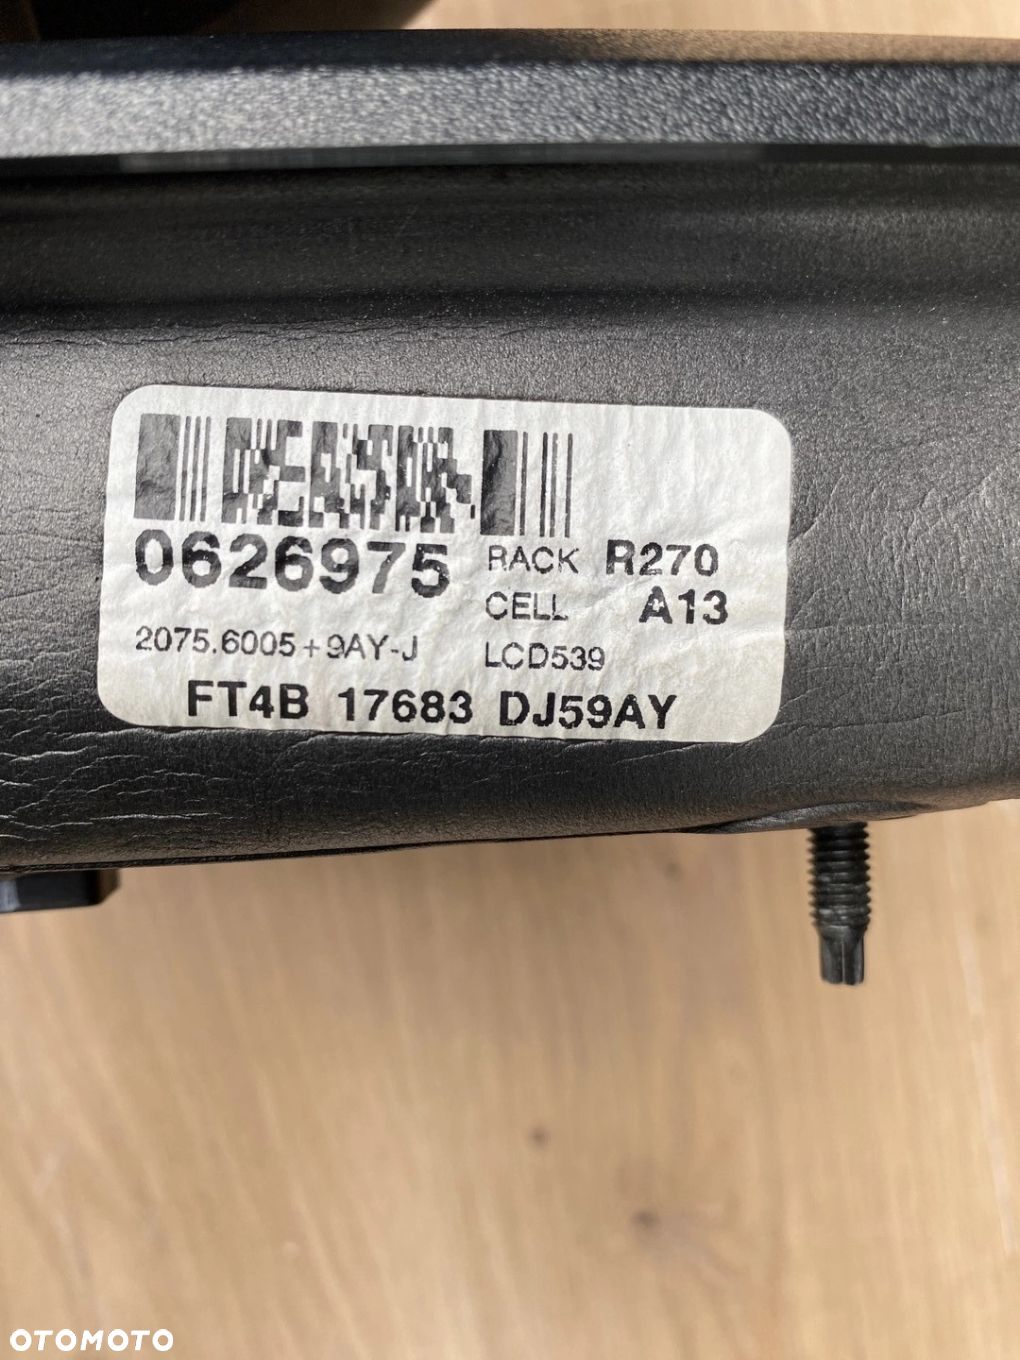 0626975 RACK R270
CELL A13
2075.6005+9AY-J LCD539
FT4B 17683 DJ59AY
OTOMOTO